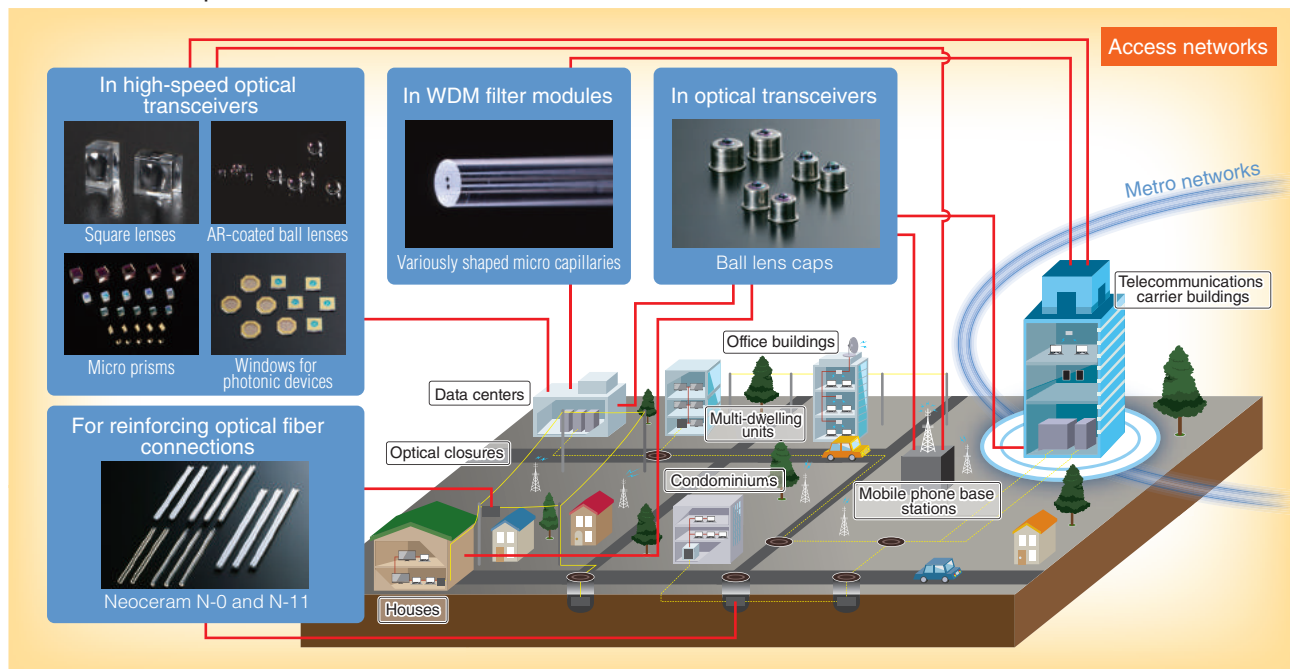 Access networks
In high-speed optical
transceivers
Square lenses
AR-coated ball lenses
Micro prisms
Windows for
photonic devices
In WDM filter modules
Variously shaped micro capillaries
In optical transceivers
Ball lens caps
Metro networks
Telecommunications
carrier buildings
Office buildings
Data centers
Multi-dwelling
units
Optical closures
Condominiums
Mobile phone base
stations
For reinforcing optical fiber
connections
Neoceram N-0 and N-11
Houses